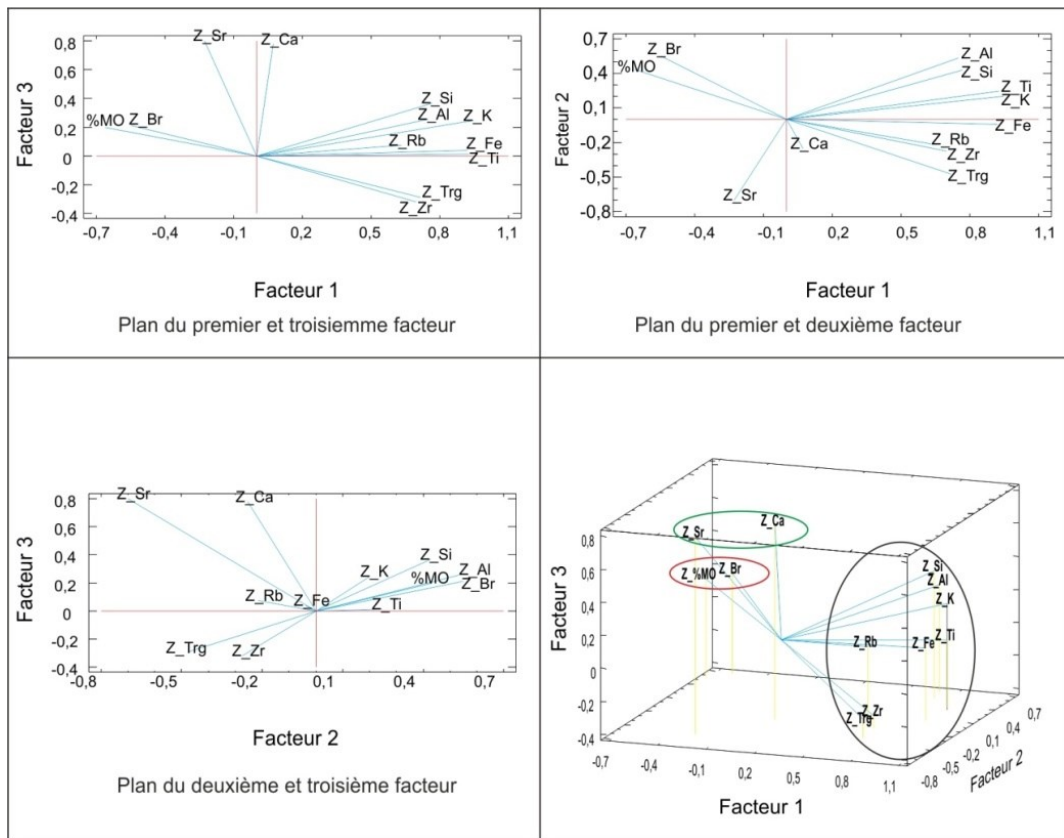 0,8
0,6
0,4
0,2
0
-0,2
-0,4
Facteur 3
Z_Sr
Z_Ca
%MO
Z_Br
Z_Si
Z_Al
Z_K
Z_Rb
Z_Fe
Z_Ti
Z_Trg
Z_Zr
-0,7 -0,4 -0,1 0,2 0,5 0,8 1,1
Facteur 1
Plan du premier et troisiemme facteur
0,7
0,4
0,1
-0,2
-0,5
-0,8
Facteur 2
Z_Br
%MO
Z_Al
Z_Si
Z_Ti
Z_K
Z_Fe
Z_Ca
Z_Rb
Z_Zr
Z_Trg
Z_Sr
-0,7 -0,4 -0,1 0,2 0,5 0,8 1,1
Facteur 1
Plan du premier et deuxième facteur
0,8
0,6
0,4
0,2
0
-0,2
-0,4
Facteur 3
Z_Sr
Z_Ca
Z_Si
Z_K
%MO
Z_Al
Z_Br
Z_Rb
Z_Fe
Z_Ti
Z_Trg
Z_Zr
-0,8 -0,5 -0,2 0,1 0,4 0,7
Facteur 2
Plan du deuxième et troisième facteur
0,8
0,6
0,4
0,2
0
-0,2
-0,4
Facteur 3
Z_Sr
Z_Ca
Z_%MO
Z_Br
Z_Si
Z_Al
Z_K
Z_Rb
Z_Fe
Z_Ti
Z_Zr
Z_Trg
-0,7 -0,4 -0,1 0,2 0,5 0,8 1,1
Facteur 1
-0,8 -0,5 -0,2 0,1 0,4 0,7
Facteur 2